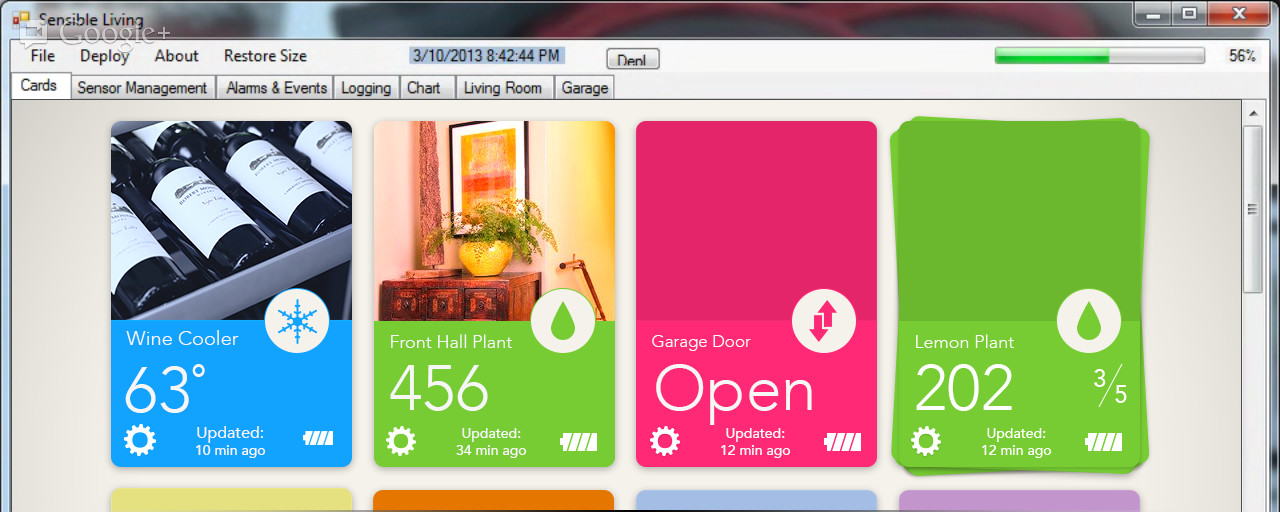 Sensible Living
Google+
File Deploy About Restore Size 3/10/2013 8:42:44 PM Depl 56%
Cards Sensor Management Alarms & Events Logging Chart Living Room Garage
Wine Cooler
63°
Updated:
10 min ago
Front Hall Plant
456
Updated:
34 min ago
Garage Door
Open
Updated:
12 min ago
Lemon Plant
202 3/5
Updated:
12 min ago